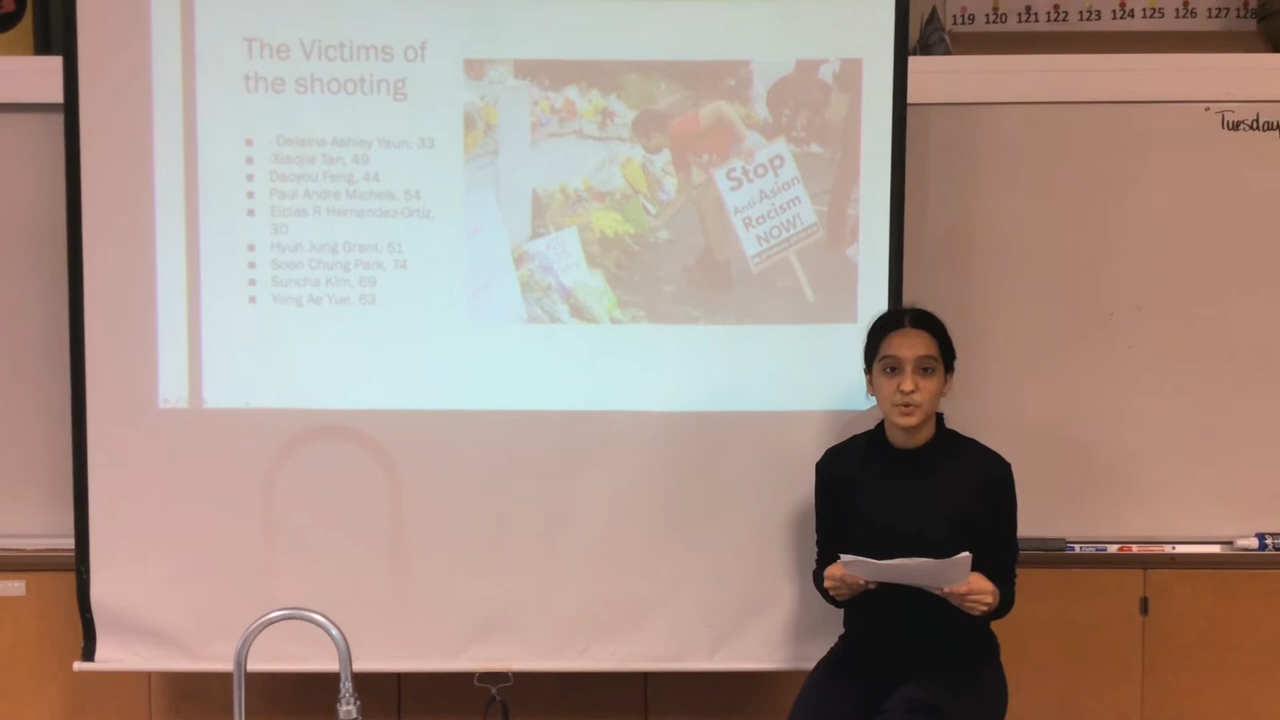 The Victims of
the shooting
Delaina Ashley Yaun, 33
Xiaojie Tan, 49
Daoyou Feng, 44
Paul Andre Michels, 54
Elcias R Hernandez-Ortiz,
30
Hyun Jung Grant, 51
Soon Chung Park, 74
Suncha Kim, 69
Yong Ae Yue, 63
Stop
Anti-Asian
Racism
NOW!
119 120 121 122 123 124 125 126 127 128
"Tuesday